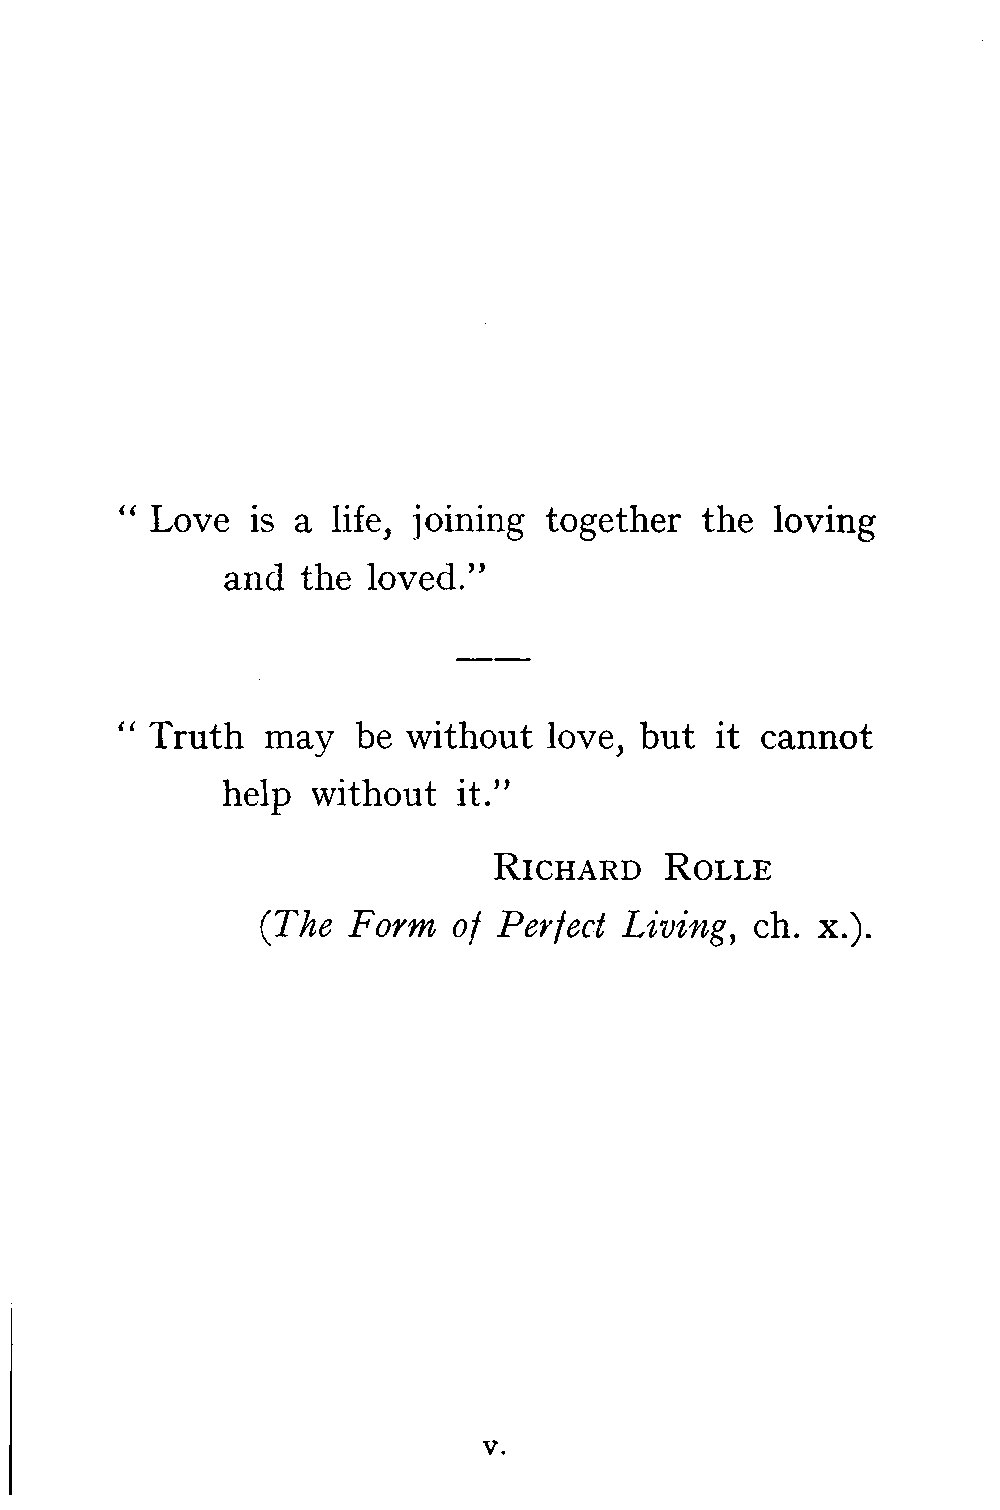 “ Love is a life, joining together the loving
and the loved.”
“ Truth may be without love, but it cannot
help without it.”
RICHARD ROLLE
(The Form of Perfect Living, ch. x.).
v.